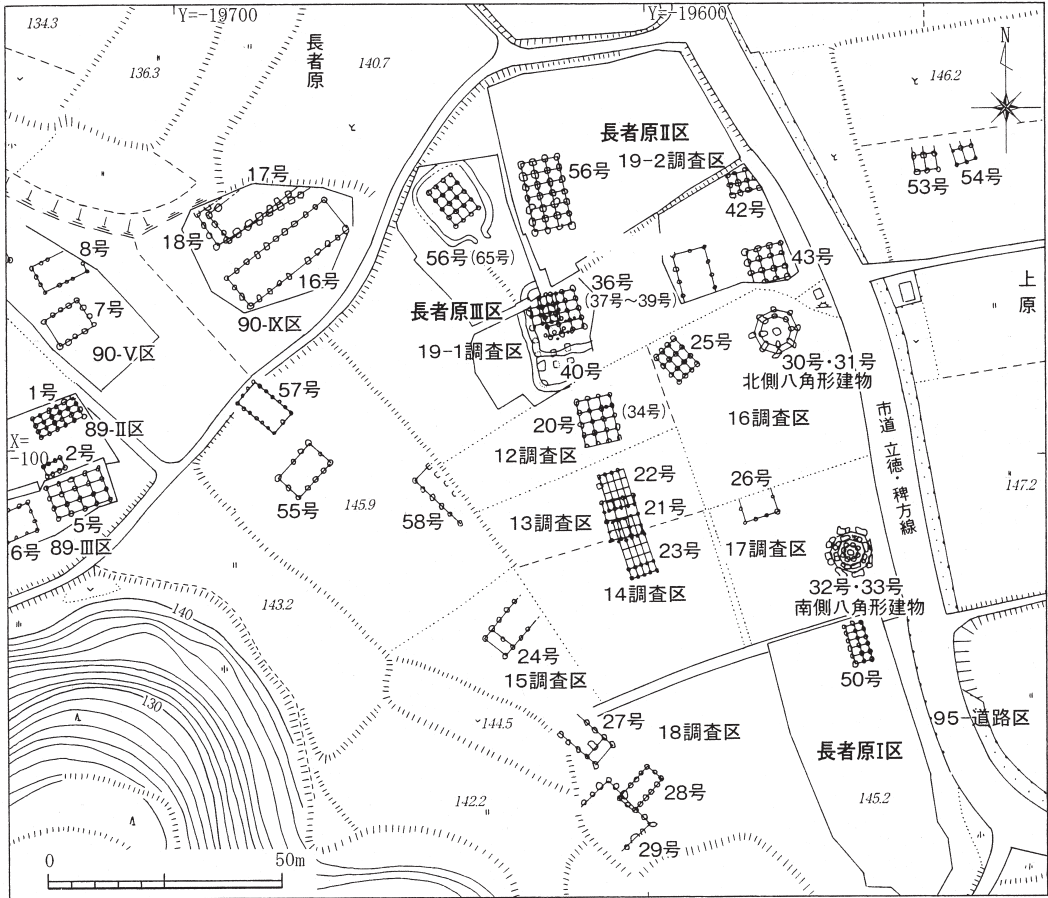 Y=-19700
Y=-19600
134.3
136.3
長者原
140.7
146.2
N
長者原Ⅱ区
19-2調査区
53号
54号
17号
18号
16号
90-Ⅸ区
56号
42号
56号(65号)
43号
8号
7号
90-Ⅴ区
36号
(37号~39号)
長者原Ⅲ区
19-1調査区
40号
上原
25号
30号・31号
北側八角形建物
1号
89-Ⅱ区
X=
-100
2号
5号
6号
89-Ⅲ区
57号
55号
145.9
58号
20号
(34号)
12調査区
16調査区
市道 立徳・稗方線
22号
21号
13調査区
23号
14調査区
26号
17調査区
147.2
32号・33号
南側八角形建物
50号
143.2
140
130
24号
15調査区
144.5
27号
18調査区
95-道路区
長者原Ⅰ区
145.2
28号
29号
142.2
0
50m